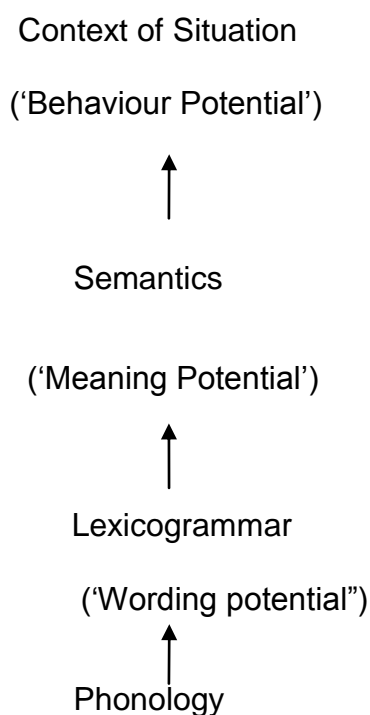 Context of Situation
(‘Behaviour Potential’)
Semantics
(‘Meaning Potential’)
Lexicogrammar
(‘Wording potential”)
Phonology